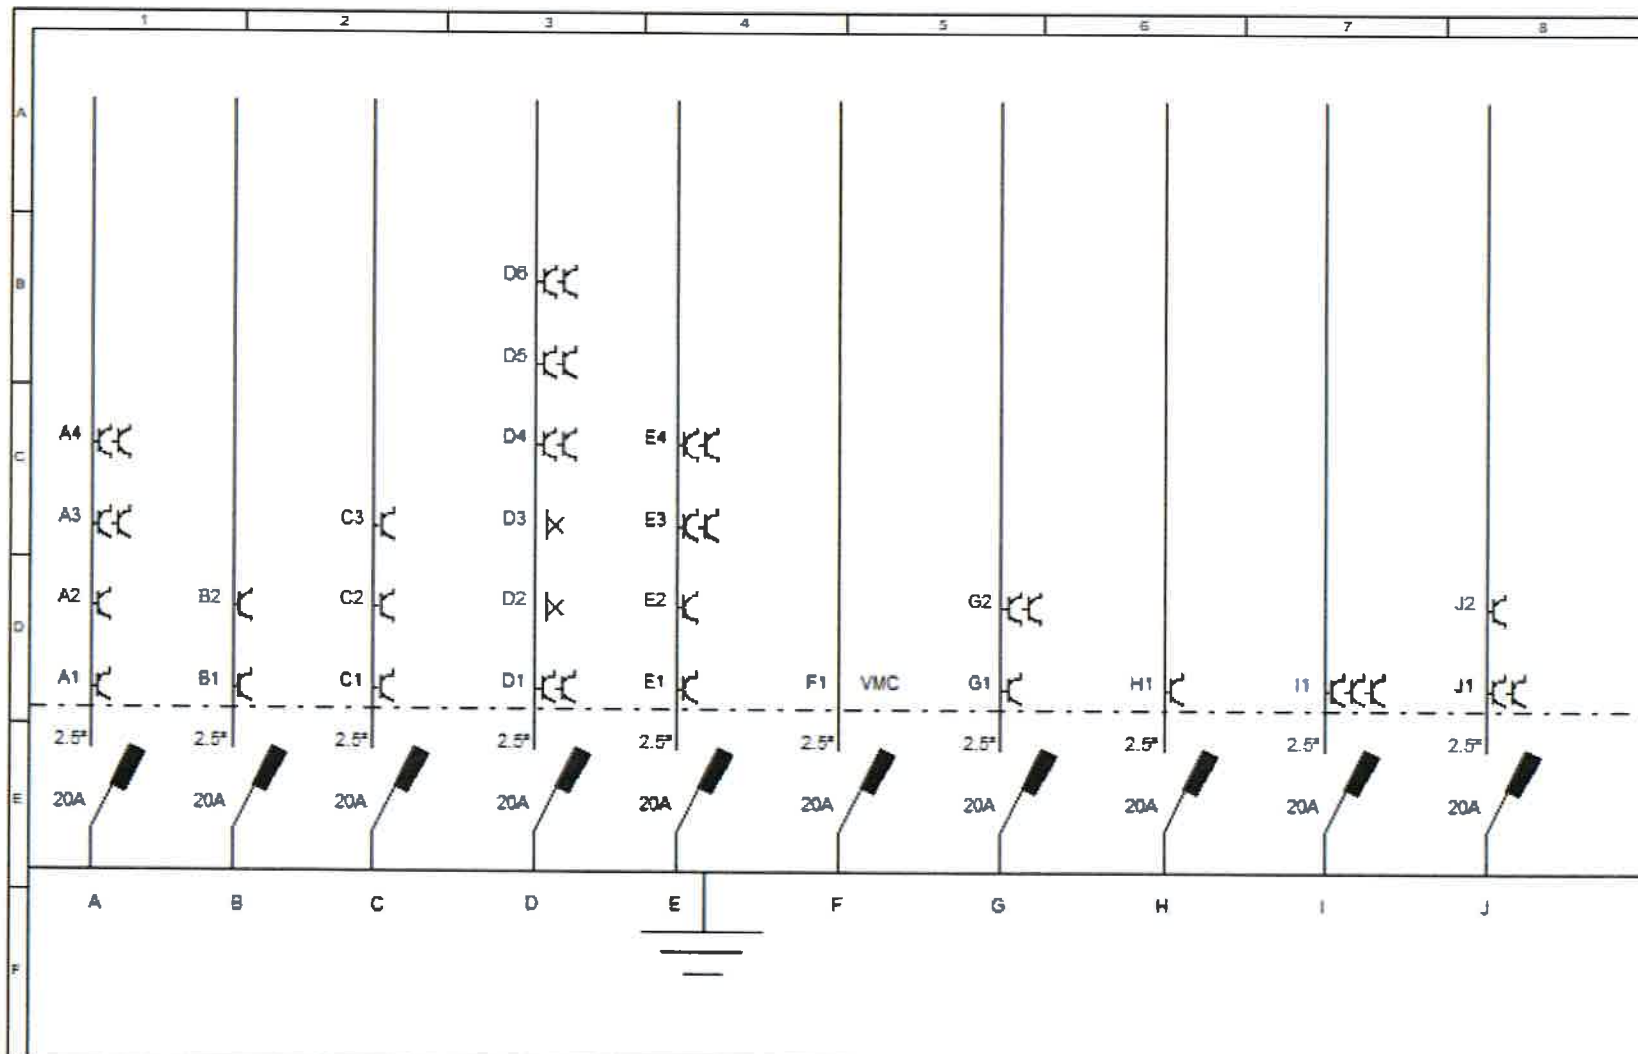 1 2 3 4 5 6 7 8
A
B
D6
D5
C
A4 D4 E4
A3 C3 D3 E3
D
A2 B2 C2 D2 E2 G2 J2
A1 B1 C1 D1 E1 F1 VMC G1 H1 I1 J1
2.5² 2.5² 2.5² 2.5² 2.5² 2.5² 2.5² 2.5² 2.5² 2.5²
E
20A 20A 20A 20A 20A 20A 20A 20A 20A 20A
A B C D E F G H I J
F